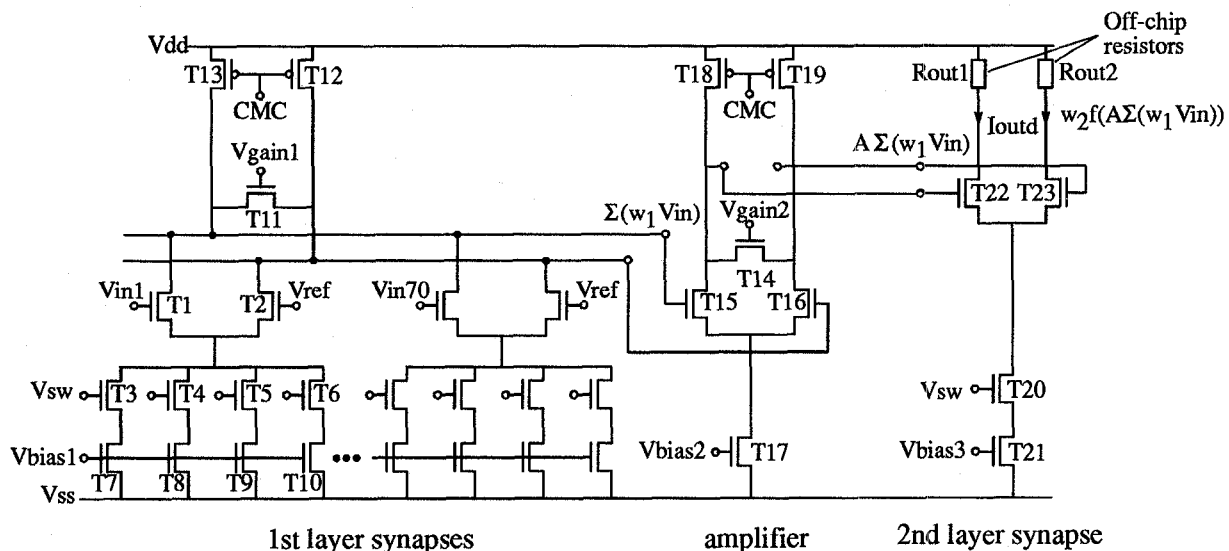 Off-chip
resistors
Vdd
T13
T12
T18
T19
Rout1
Rout2
CMC
CMC
Ioutd
w₂f(AΣ(w₁Vin))
Vgain1
AΣ(w₁Vin)
T22
T23
T11
Σ(w₁Vin)
Vgain2
T14
Vin1
T1
T2
Vref
Vin70
Vref
T15
T16
Vsw
T3
T4
T5
T6
Vsw
T20
Vbias1
Vbias2
T17
Vbias3
T21
T7
T8
T9
T10
Vss
1st layer synapses
amplifier
2nd layer synapse